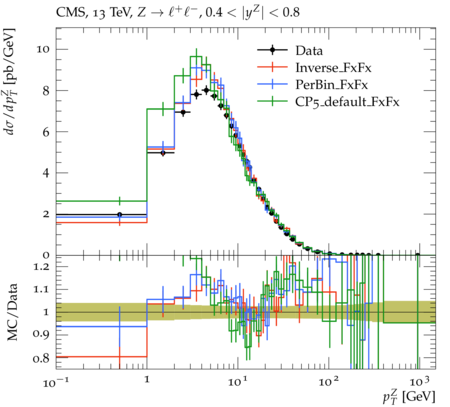 CMS, 13 TeV, Z → ℓ⁺ℓ⁻, 0.4 < |y^Z| < 0.8
dσ/dp_T^Z [pb/GeV]
10
8
6
4
2
0
Data
Inverse_FxFx
PerBin_FxFx
CP5_default_FxFx
MC/Data
1.2
1.1
1
0.9
0.8
10⁻¹ 1 10¹ 10² 10³
p_T^Z [GeV]